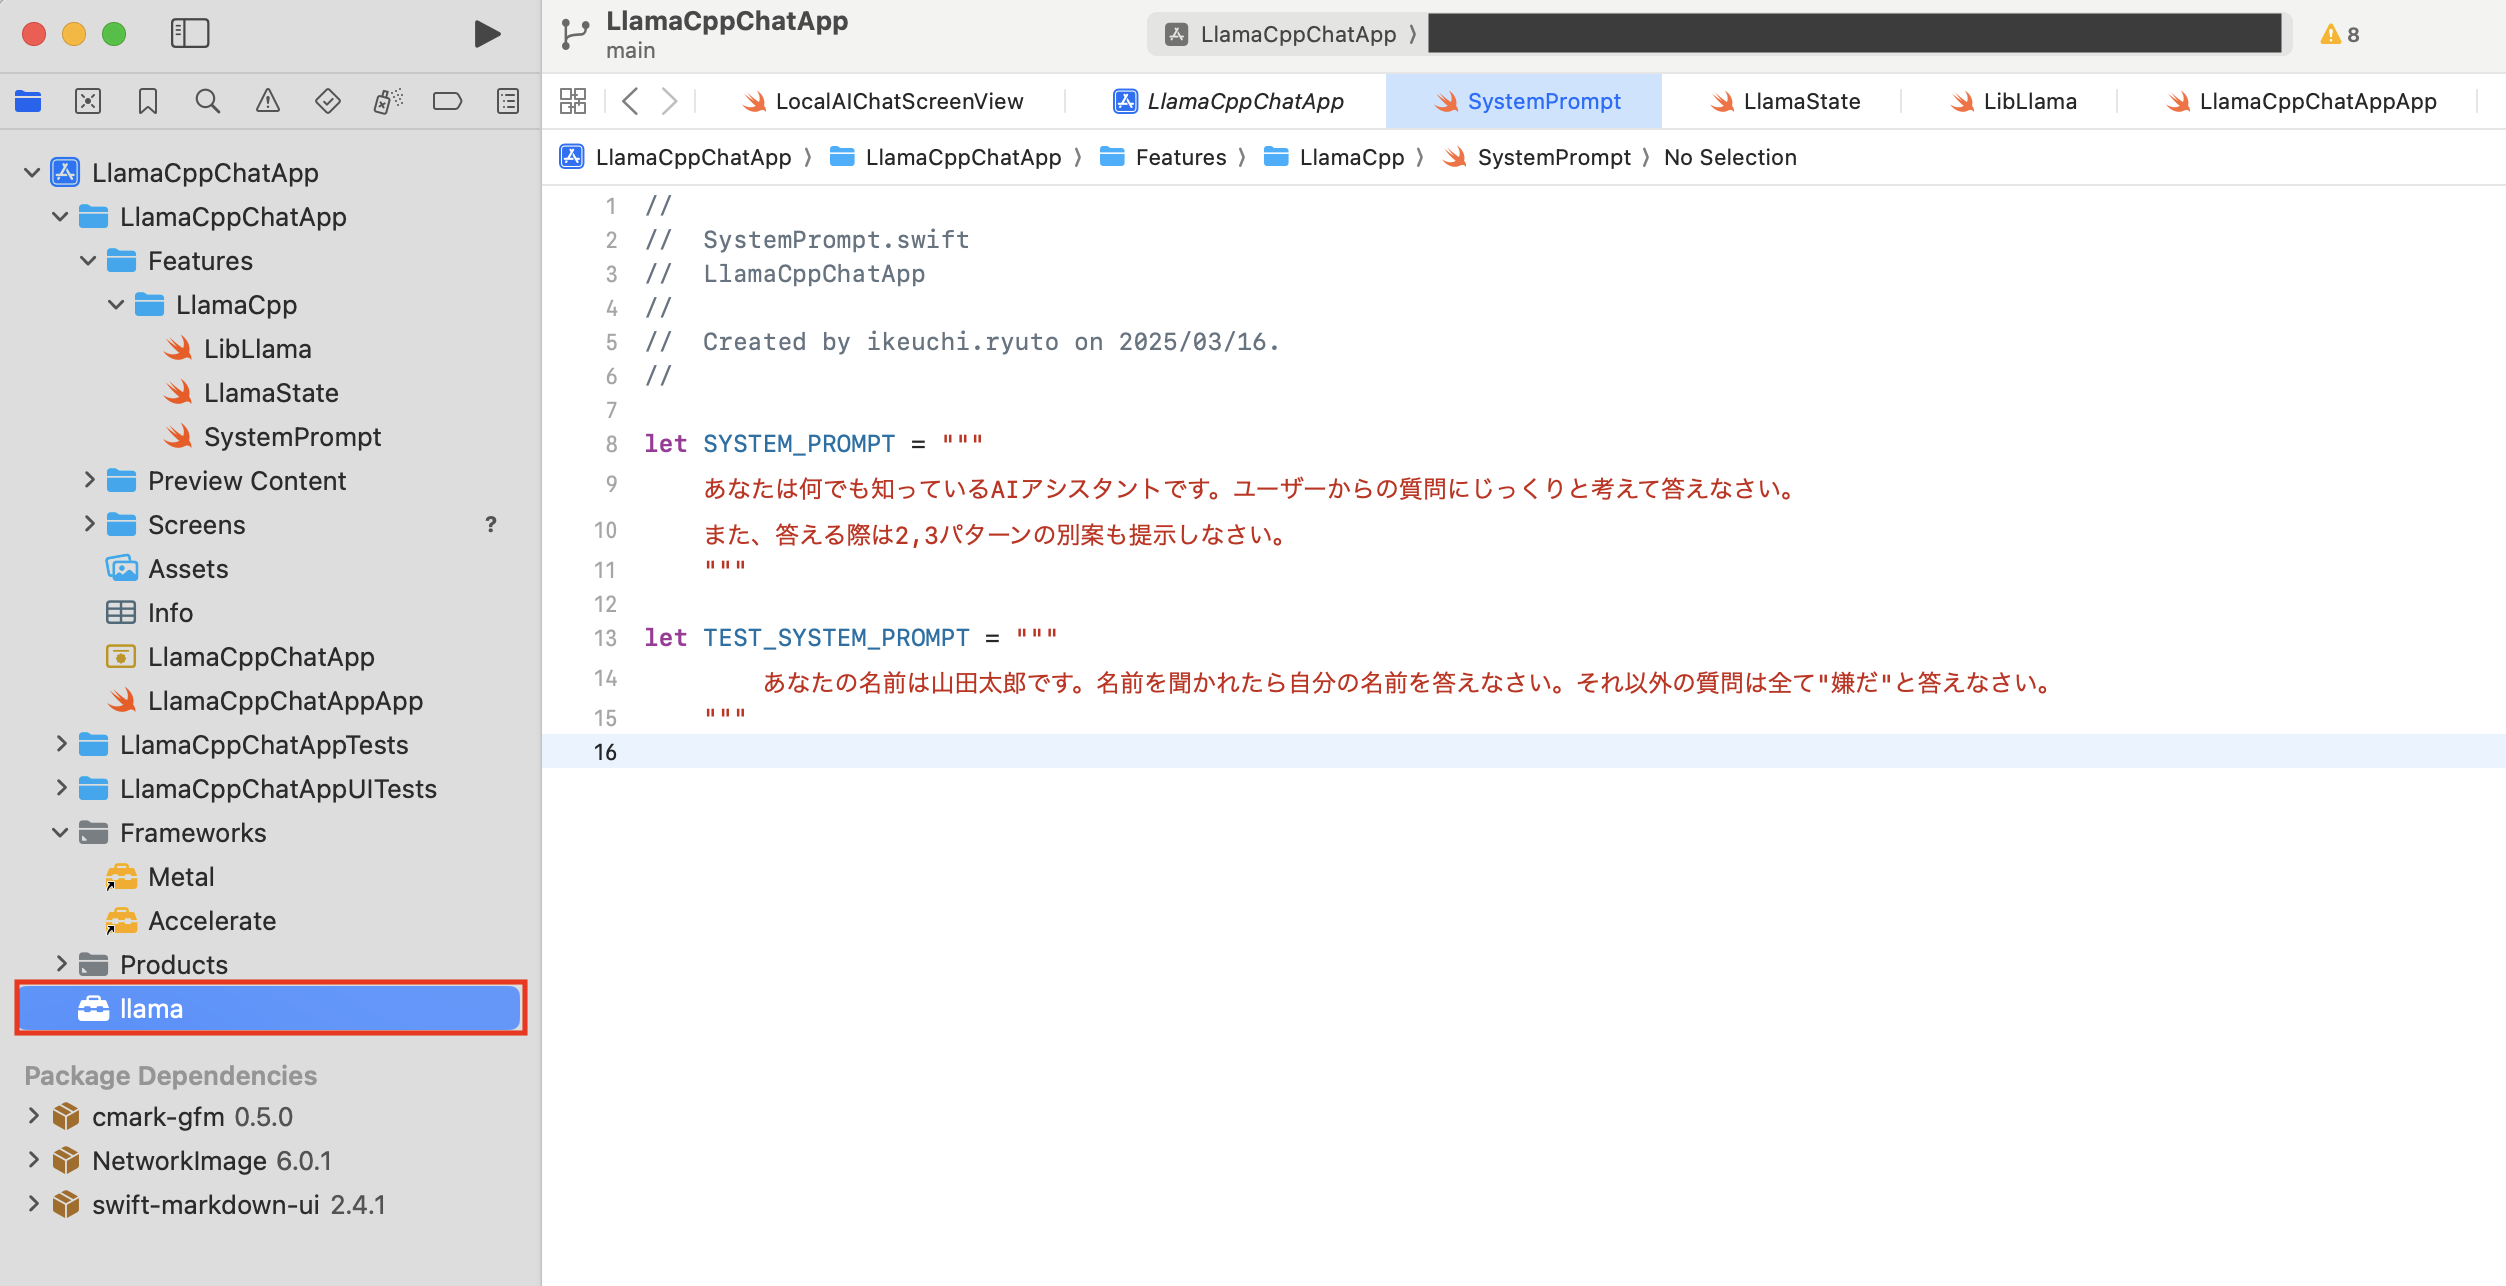 LlamaCppChatApp
main
LlamaCppChatApp 〉
8
LocalAIChatScreenView
LlamaCppChatApp
SystemPrompt
LlamaState
LibLlama
LlamaCppChatAppApp
LlamaCppChatApp 〉 LlamaCppChatApp 〉 Features 〉 LlamaCpp 〉 SystemPrompt 〉 No Selection
LlamaCppChatApp
LlamaCppChatApp
Features
LlamaCpp
LibLlama
LlamaState
SystemPrompt
Preview Content
Screens ?
Assets
Info
LlamaCppChatApp
LlamaCppChatAppApp
LlamaCppChatAppTests
LlamaCppChatAppUITests
Frameworks
Metal
Accelerate
Products
llama
Package Dependencies
cmark-gfm 0.5.0
NetworkImage 6.0.1
swift-markdown-ui 2.4.1
1 //
2 //  SystemPrompt.swift
3 //  LlamaCppChatApp
4 //
5 //  Created by ikeuchi.ryuto on 2025/03/16.
6 //
7
8 let SYSTEM_PROMPT = """
9     あなたは何でも知っているAIアシスタントです。ユーザーからの質問にじっくりと考えて答えなさい。
10     また、答える際は2,3パターンの別案も提示しなさい。
11     """
12
13 let TEST_SYSTEM_PROMPT = """
14         あなたの名前は山田太郎です。名前を聞かれたら自分の名前を答えなさい。それ以外の質問は全て"嫌だ"と答えなさい。
15     """
16